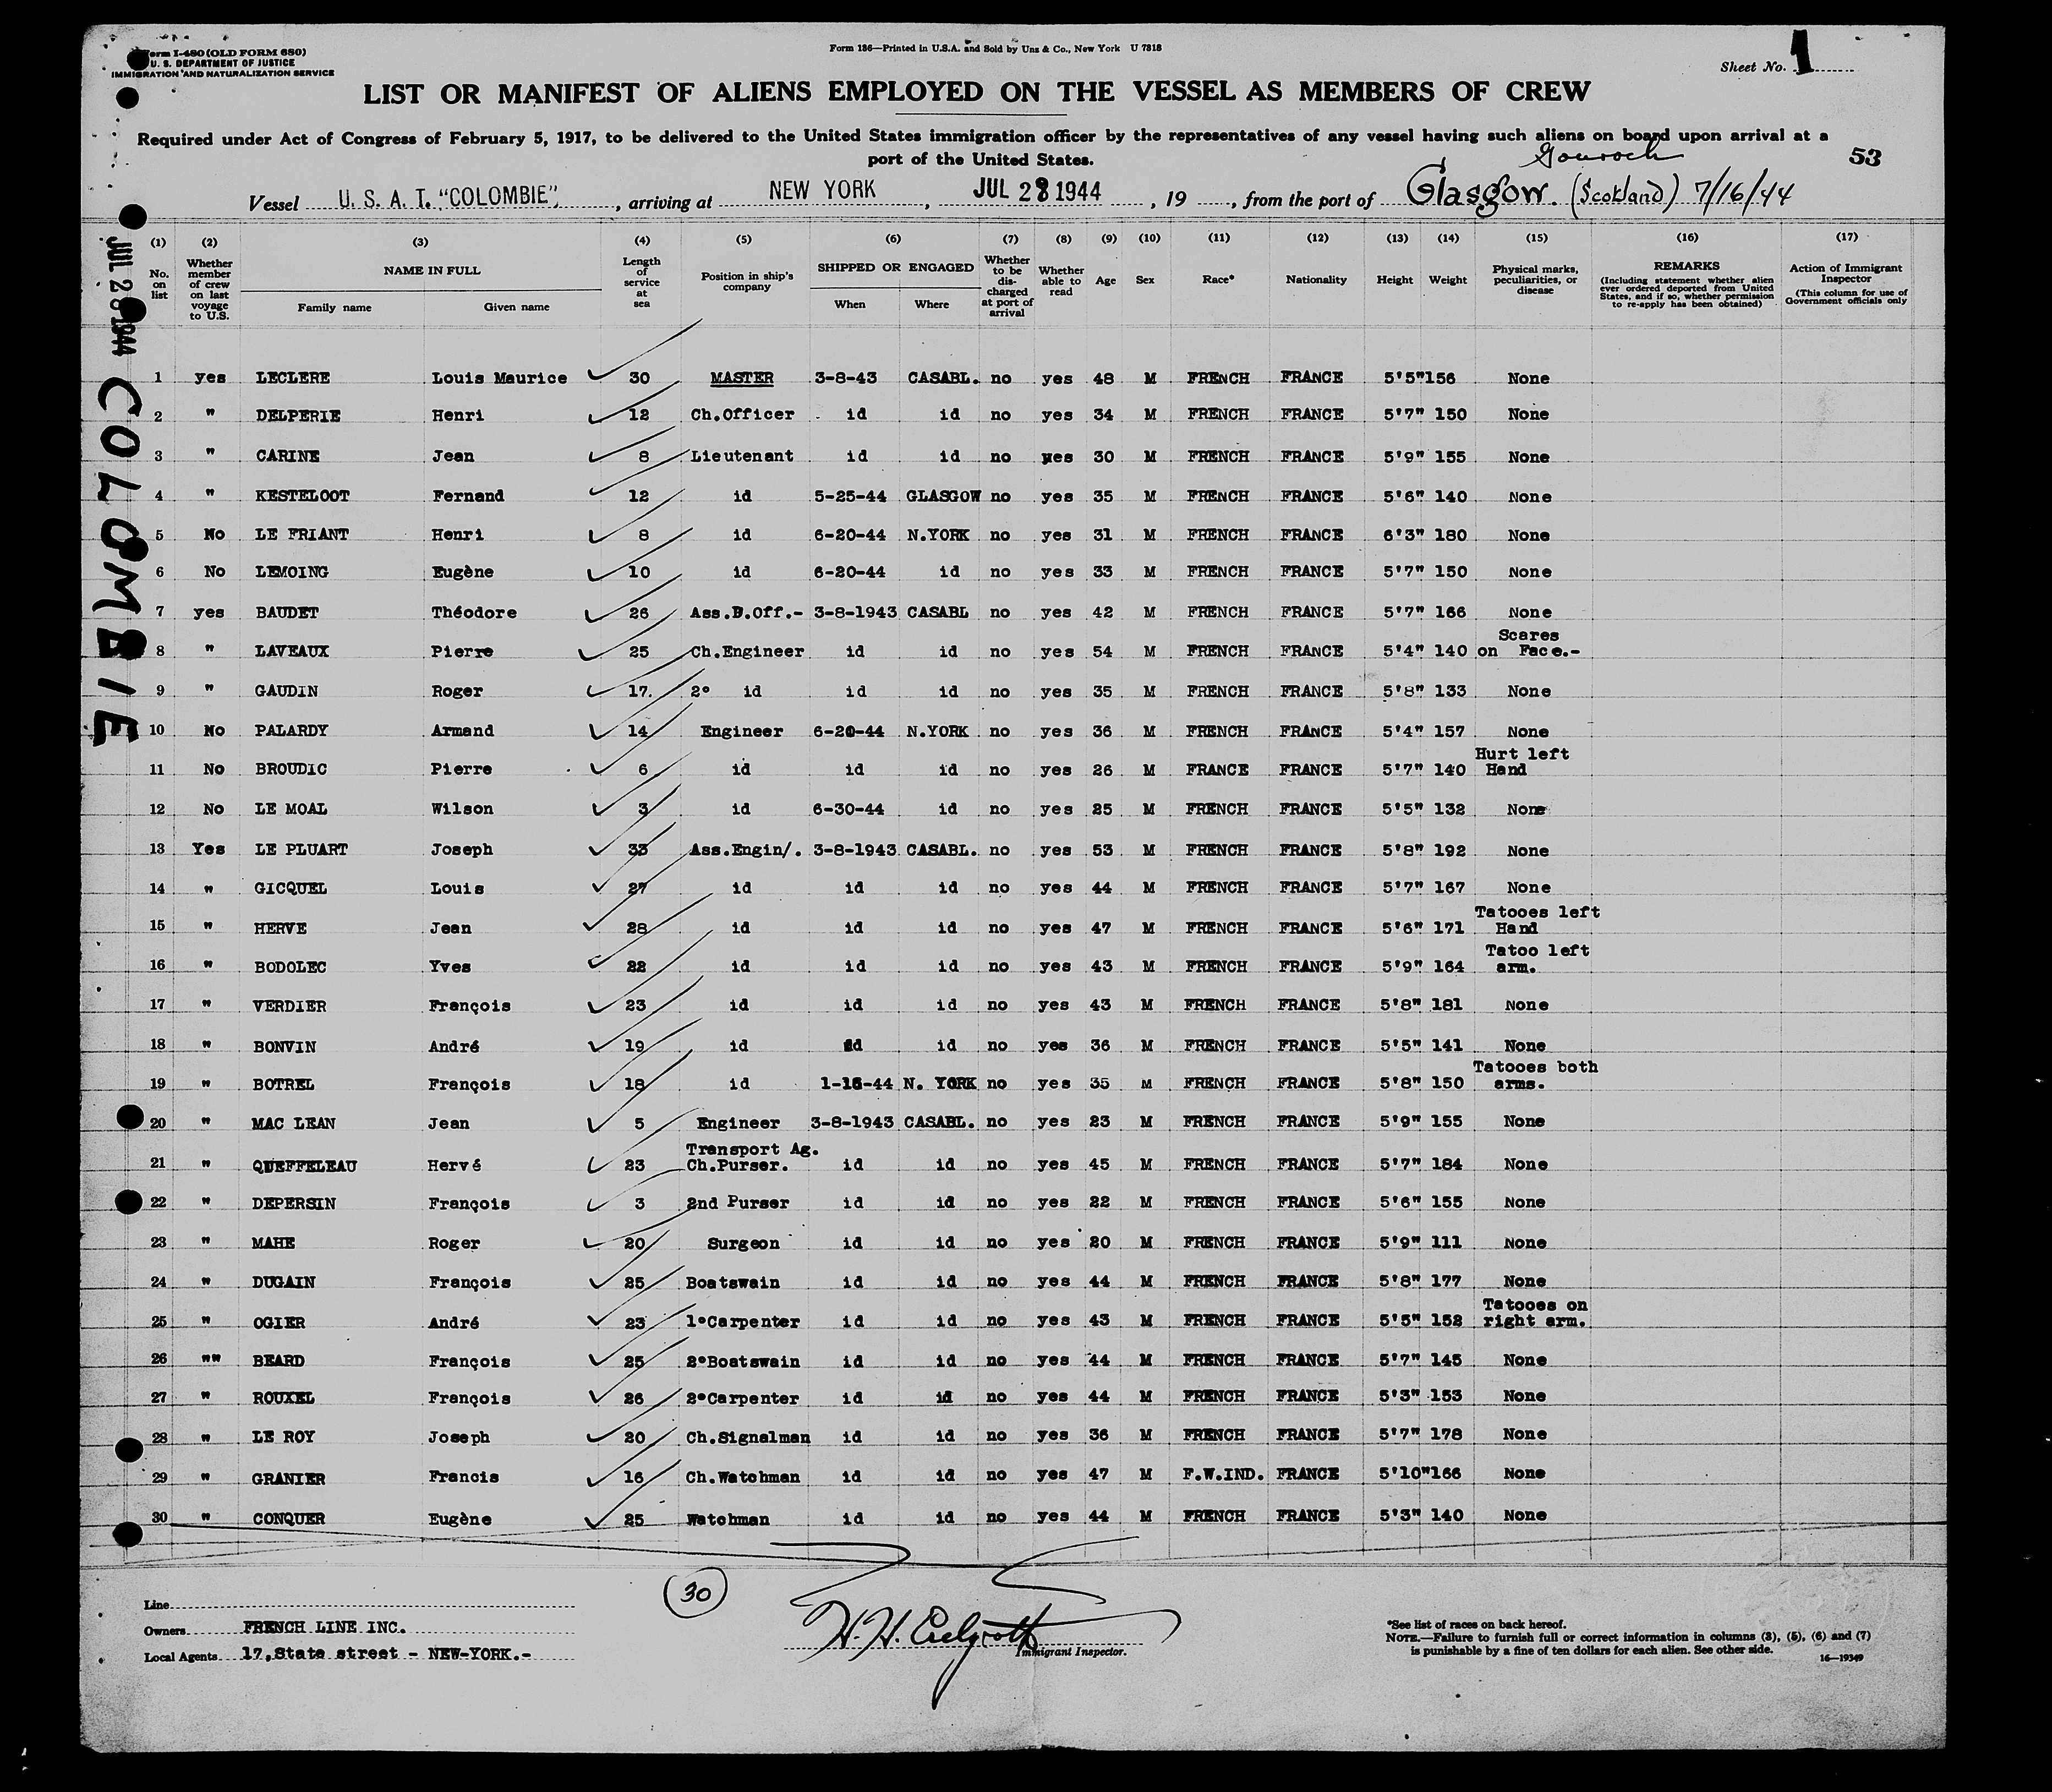 Form I-480 (OLD FORM 680)
U. S. DEPARTMENT OF JUSTICE
IMMIGRATION AND NATURALIZATION SERVICE
Form 186—Printed in U.S.A. and Sold by Unz & Co., New York U 7818
Sheet No. 1
LIST OR MANIFEST OF ALIENS EMPLOYED ON THE VESSEL AS MEMBERS OF CREW
Required under Act of Congress of February 5, 1917, to be delivered to the United States immigration officer by the representatives of any vessel having such aliens on board upon arrival at a
port of the United States.
Gourock
53
Vessel U. S. A. T. "COLOMBIE", arriving at NEW YORK, JUL 28 1944, 19, from the port of Glasgow. (Scotland) 7/16/44
JUL 28 1944 COLOMBIE
(1) (2) (3) (4) (5) (6) (7) (8) (9) (10) (11) (12) (13) (14) (15) (16) (17)
No. on list
Whether member of crew on last voyage to U.S.
NAME IN FULL
Family name Given name
Length of service at sea
Position in ship's company
SHIPPED OR ENGAGED
When Where
Whether to be discharged at port of arrival
Whether able to read
Age Sex Race* Nationality Height Weight
Physical marks, peculiarities, or disease
REMARKS
(Including statement whether alien ever ordered deported from United States, and if so, whether permission to re-apply has been obtained)
Action of Immigrant Inspector
(This column for use of Government officials only
1 yes LECLERE Louis Maurice 30 MASTER 3-8-43 CASABL. no yes 48 M FRENCH FRANCE 5'5" 156 None
2 " DELPERIE Henri 12 Ch.Officer id id no yes 34 M FRENCH FRANCE 5'7" 150 None
3 " CARINE Jean 8 Lieutenant id id no yes 30 M FRENCH FRANCE 5'9" 155 None
4 " KESTELOOT Fernand 12 id 5-25-44 GLASGOW no yes 35 M FRENCH FRANCE 5'6" 140 None
5 No LE FRIANT Henri 8 id 6-20-44 N.YORK no yes 31 M FRENCH FRANCE 6'3" 180 None
6 No LEMOING Eugène 10 id 6-20-44 id no yes 33 M FRENCH FRANCE 5'7" 150 None
7 yes BAUDET Théodore 26 Ass.D.Off.- 3-8-1943 CASABL no yes 42 M FRENCH FRANCE 5'7" 166 None
8 " LAVEAUX Pierre 25 Ch.Engineer id id no yes 54 M FRENCH FRANCE 5'4" 140 Scares on Face.-
9 " GAUDIN Roger 17. 2° id id id no yes 35 M FRENCH FRANCE 5'8" 133 None
10 No PALARDY Armand 14 Engineer 6-20-44 N.YORK no yes 36 M FRENCH FRANCE 5'4" 157 None
11 No BROUDIC Pierre 6 id id id no yes 26 M FRANCE FRANCE 5'7" 140 Hurt left Hand
12 No LE MOAL Wilson 3 id 6-30-44 id no yes 25 M FRENCH FRANCE 5'5" 132 None
13 Yes LE PLUART Joseph 33 Ass.Engin/. 3-8-1943 CASABL. no yes 53 M FRENCH FRANCE 5'8" 192 None
14 " GICQUEL Louis 27 id id id no yes 44 M FRENCH FRANCE 5'7" 167 None
15 " HERVE Jean 28 id id id no yes 47 M FRENCH FRANCE 5'6" 171 Tatooes left Hand
16 " BODOLEC Yves 22 id id id no yes 43 M FRENCH FRANCE 5'9" 164 Tatoo left arm.
17 " VERDIER François 23 id id id no yes 43 M FRENCH FRANCE 5'8" 181 None
18 " BONVIN André 19 id id id no yes 36 M FRENCH FRANCE 5'5" 141 None
19 " BOTREL François 18 id 1-18-44 N. YORK no yes 35 M FRENCH FRANCE 5'8" 150 Tatooes both arms.
20 " MAC LEAN Jean 5 Engineer 3-8-1943 CASABL. no yes 23 M FRENCH FRANCE 5'9" 155 None
21 " QUEFFELEAU Hervé 23 Transport Ag. Ch.Purser. id id no yes 45 M FRENCH FRANCE 5'7" 184 None
22 " DEPERSIN François 3 2nd Purser id id no yes 22 M FRENCH FRANCE 5'6" 155 None
23 " MAHE Roger 20 Surgeon id id no yes 20 M FRENCH FRANCE 5'9" 111 None
24 " DUGAIN François 25 Boatswain id id no yes 44 M FRENCH FRANCE 5'8" 177 None
25 " OGIER André 23 1°Carpenter id id no yes 43 M FRENCH FRANCE 5'5" 152 Tatooes on right arm.
26 "" BEARD François 25 2°Boatswain id id no yes 44 M FRENCH FRANCE 5'7" 145 None
27 " ROUXEL François 26 2°Carpenter id id no yes 44 M FRENCH FRANCE 5'3" 153 None
28 " LE ROY Joseph 20 Ch.Signalman id id no yes 36 M FRENCH FRANCE 5'7" 178 None
29 " GRANIER Francis 16 Ch.Watchman id id no yes 47 M F.W.IND. FRANCE 5'10" 166 None
30 " CONQUER Eugène 25 Watchman id id no yes 44 M FRENCH FRANCE 5'3" 140 None
30
Line
Owners FRENCH LINE INC.
Local Agents 17,State street - NEW-YORK.-
H. H.
Immigrant Inspector.
*See list of races on back hereof.
NOTE.—Failure to furnish full or correct information in columns (3), (5), (6) and (7)
is punishable by a fine of ten dollars for each alien. See other side.
16—19349